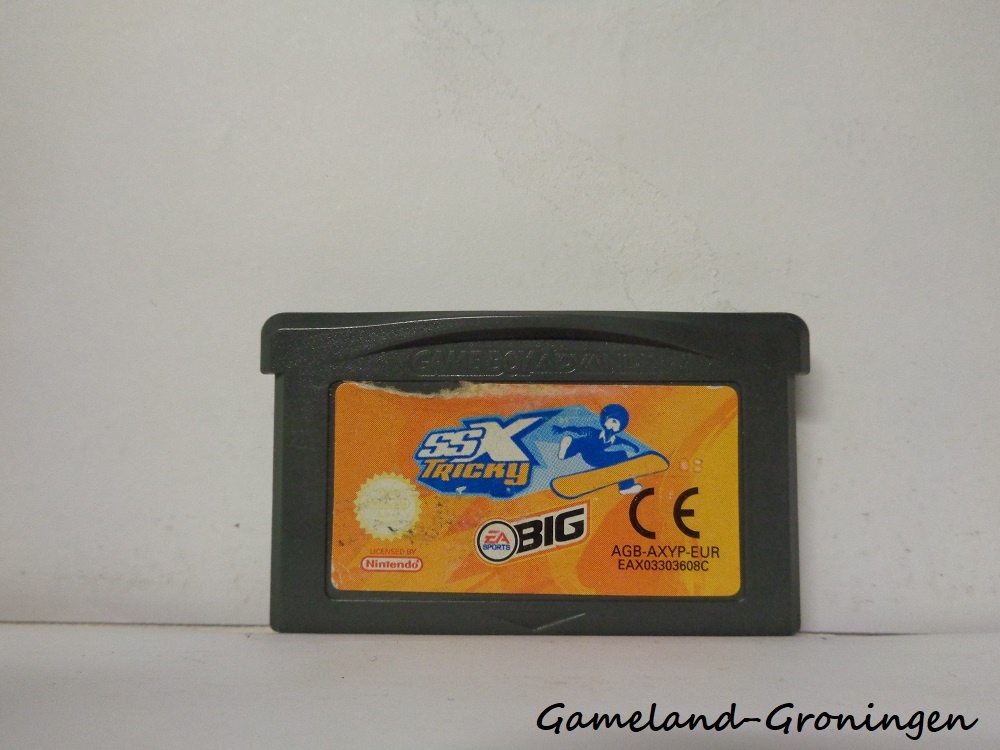 GAME BOY ADVANCE
SSX
TRICKY
EA
SPORTS
BIG
CE
LICENSED BY
Nintendo
AGB-AXYP-EUR
EAX03303608C
Gameland-Groningen